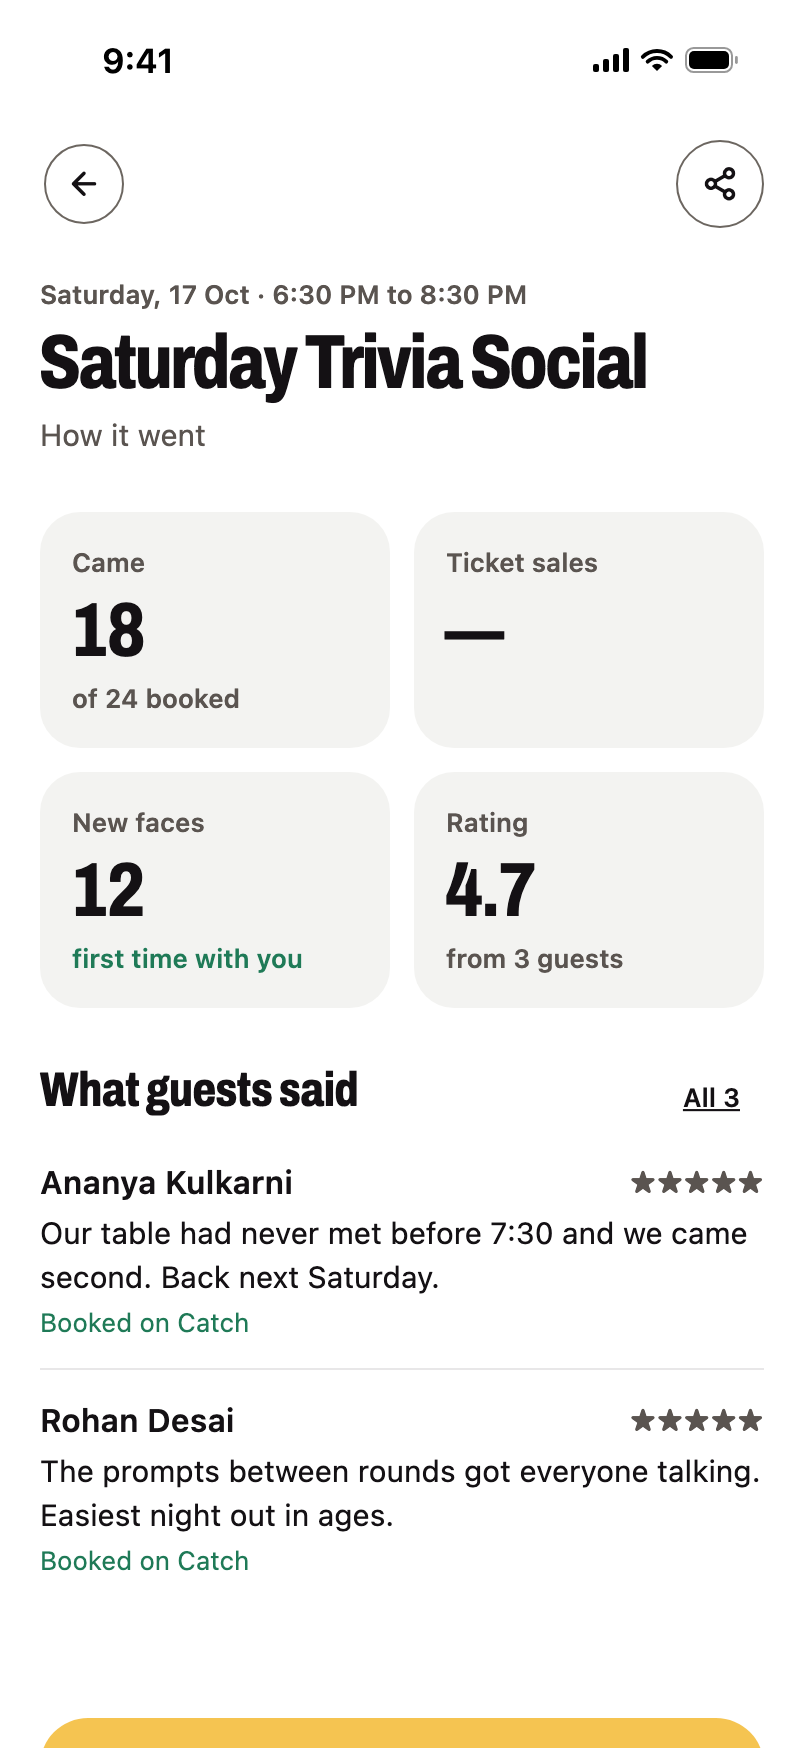 9:41
Saturday, 17 Oct · 6:30 PM to 8:30 PM
Saturday Trivia Social
How it went
Came
18
of 24 booked
Ticket sales
—
New faces
12
first time with you
Rating
4.7
from 3 guests
What guests said
All 3
Ananya Kulkarni
Our table had never met before 7:30 and we came
second. Back next Saturday.
Booked on Catch
Rohan Desai
The prompts between rounds got everyone talking.
Easiest night out in ages.
Booked on Catch